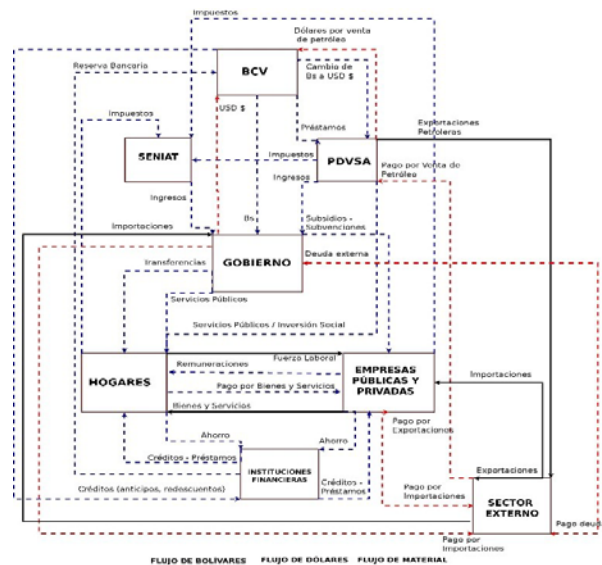 Impuestos
Dólares por venta
de petróleo
Reserva Bancaria
BCV
Cambio de
Bs a USD $
Impuestos
USD $
Préstamos
Exportaciones
Petroleras
SENIAT
Impuestos
PDVSA
Pago por Venta de
Petróleo
Ingresos
Ingresos
Importaciones
Bs
Subsidios -
Subvenciones
GOBIERNO
Deuda externa
Transferencias
Servicios Públicos
Servicios Públicos / Inversión Social
Fuerza Laboral
HOGARES
Remuneraciones
EMPRESAS
PÚBLICAS Y
PRIVADAS
Importaciones
Pago por Bienes y Servicios
Bienes y Servicios
Pago por
Exportaciones
Ahorro
Ahorro
Créditos -
Préstamos
INSTITUCIONES
FINANCIERAS
Exportaciones
Créditos (anticipos, redescuentos)
Créditos -
Préstamos
Pago por
Importaciones
SECTOR
EXTERNO
Pago deud
Pago por
Importaciones
FLUJO DE BOLIVARES FLUJO DE DÓLARES FLUJO DE MATERIAL